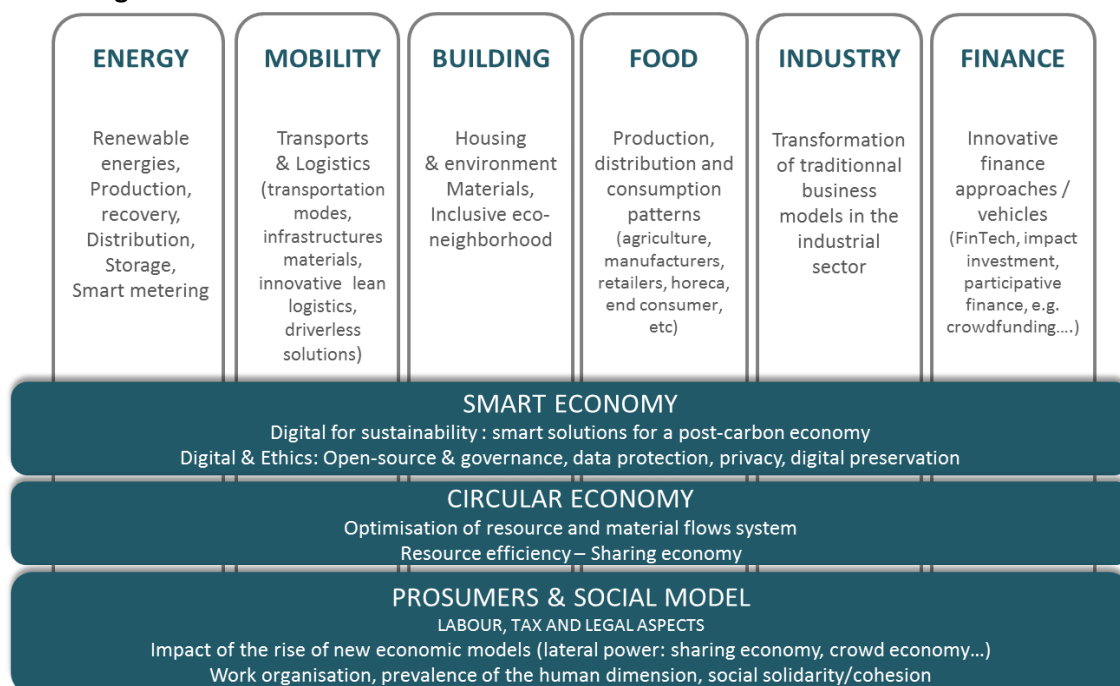 ENERGY
Renewable
energies,
Production,
recovery,
Distribution,
Storage,
Smart metering
MOBILITY
Transports
& Logistics
(transportation
modes,
infrastructures
materials,
innovative lean
logistics,
driverless
solutions)
BUILDING
Housing
& environment
Materials,
Inclusive eco-
neighborhood
FOOD
Production,
distribution and
consumption
patterns
(agriculture,
manufacturers,
retailers, horeca,
end consumer,
etc)
INDUSTRY
Transformation
of traditionnal
business
models in the
industrial
sector
FINANCE
Innovative
finance
approaches /
vehicles
(FinTech, impact
investment,
participative
finance, e.g.
crowdfunding....)
SMART ECONOMY
Digital for sustainability : smart solutions for a post-carbon economy
Digital & Ethics: Open-source & governance, data protection, privacy, digital preservation
CIRCULAR ECONOMY
Optimisation of resource and material flows system
Resource efficiency – Sharing economy
PROSUMERS & SOCIAL MODEL
LABOUR, TAX AND LEGAL ASPECTS
Impact of the rise of new economic models (lateral power: sharing economy, crowd economy...)
Work organisation, prevalence of the human dimension, social solidarity/cohesion